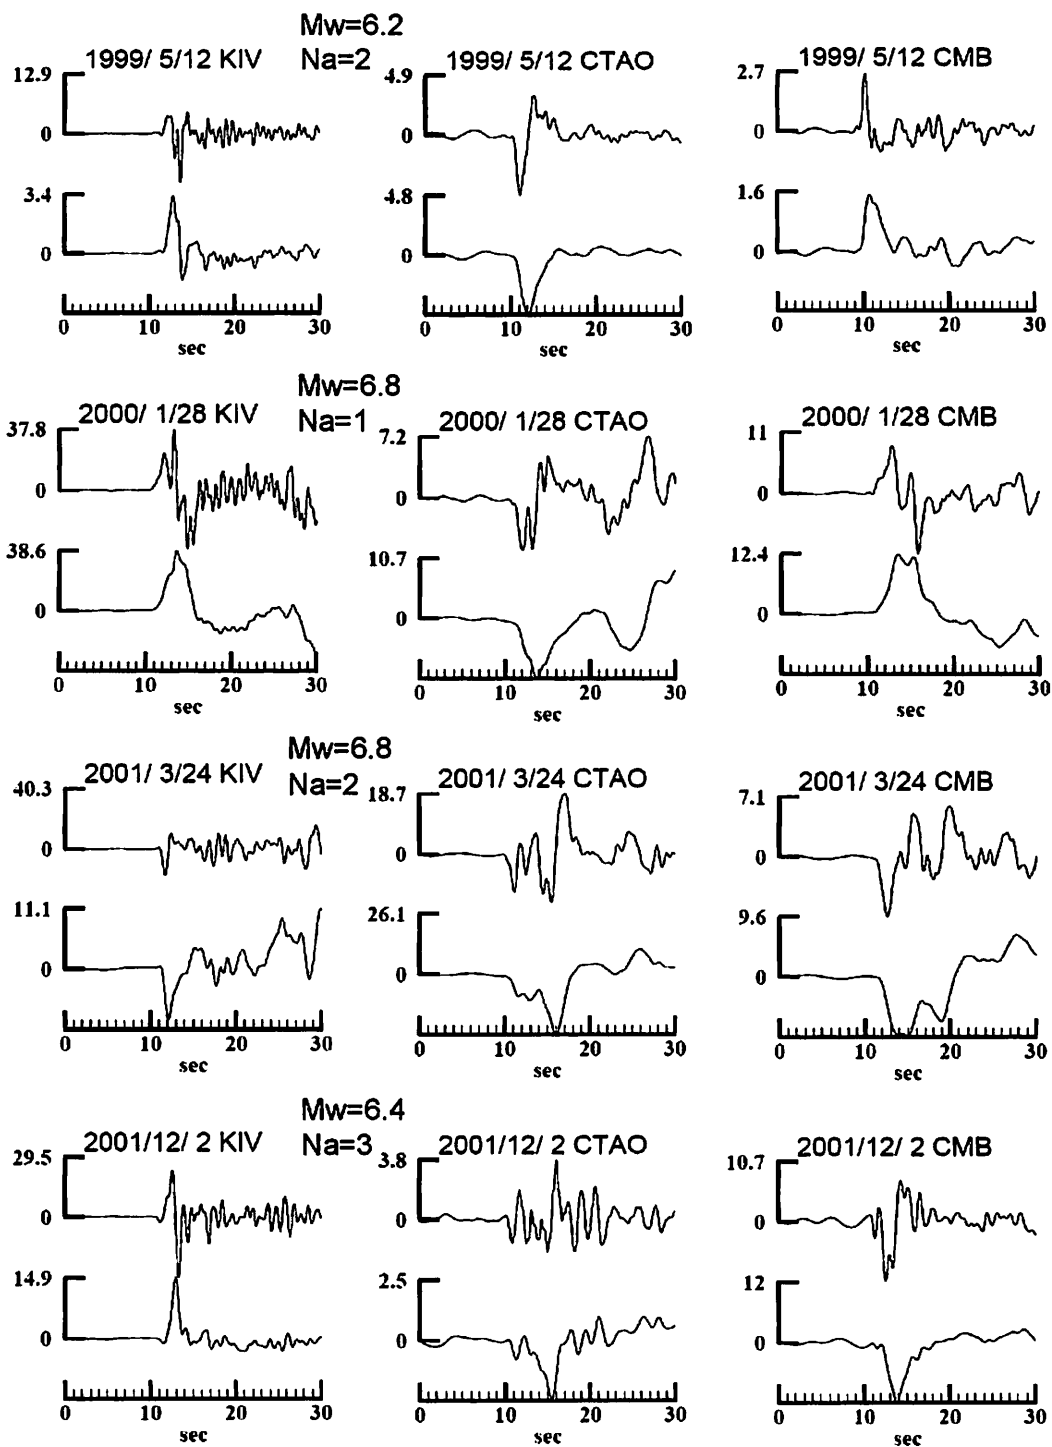 Mw=6.2
Na=2
1999/ 5/12 KIV
12.9
0
3.4
0
0 10 20 30
sec
1999/ 5/12 CTAO
4.9
0
4.8
0
0 10 20 30
sec
1999/ 5/12 CMB
2.7
0
1.6
0
0 10 20 30
sec
Mw=6.8
Na=1
2000/ 1/28 KIV
37.8
0
38.6
0
0 10 20 30
sec
2000/ 1/28 CTAO
7.2
0
10.7
0
0 10 20 30
sec
2000/ 1/28 CMB
11
0
12.4
0
0 10 20 30
sec
Mw=6.8
Na=2
2001/ 3/24 KIV
40.3
0
11.1
0
0 10 20 30
sec
2001/ 3/24 CTAO
18.7
0
26.1
0
0 10 20 30
sec
2001/ 3/24 CMB
7.1
0
9.6
0
0 10 20 30
sec
Mw=6.4
Na=3
2001/12/ 2 KIV
29.5
0
14.9
0
0 10 20 30
sec
2001/12/ 2 CTAO
3.8
0
2.5
0
0 10 20 30
sec
2001/12/ 2 CMB
10.7
0
12
0
0 10 20 30
sec